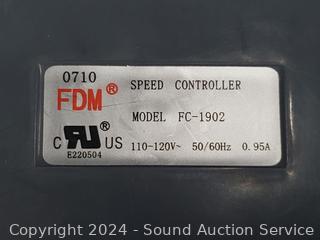 0710
FDM®
SPEED CONTROLLER
MODEL FC-1902
C RU US
E220504
110-120V~ 50/60Hz 0.95A
Copyright © 2024 - Sound Auction Service